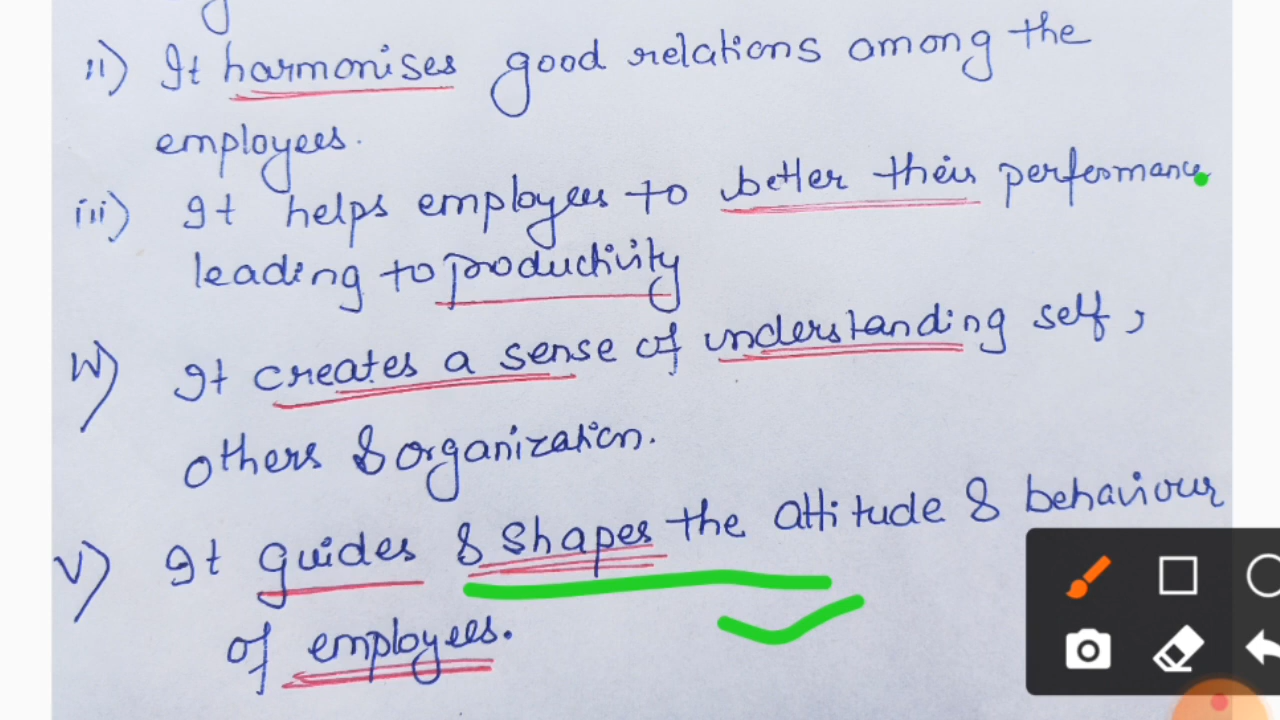 ii) It harmonises good relations among the
employees.
iii) It helps employees to better their performance
leading to productivity
iv) It creates a sense of understanding self,
others & organization.
v) It guides & shapes the attitude & behaviour
of employees.